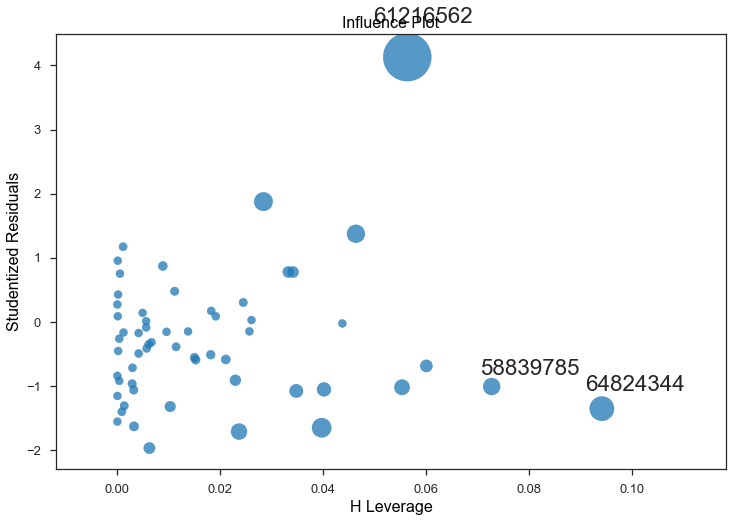 61216562
Influence Plot
4
3
2
1
0
−1
−2
Studentized Residuals
58839785
64824344
0.00 0.02 0.04 0.06 0.08 0.10
H Leverage